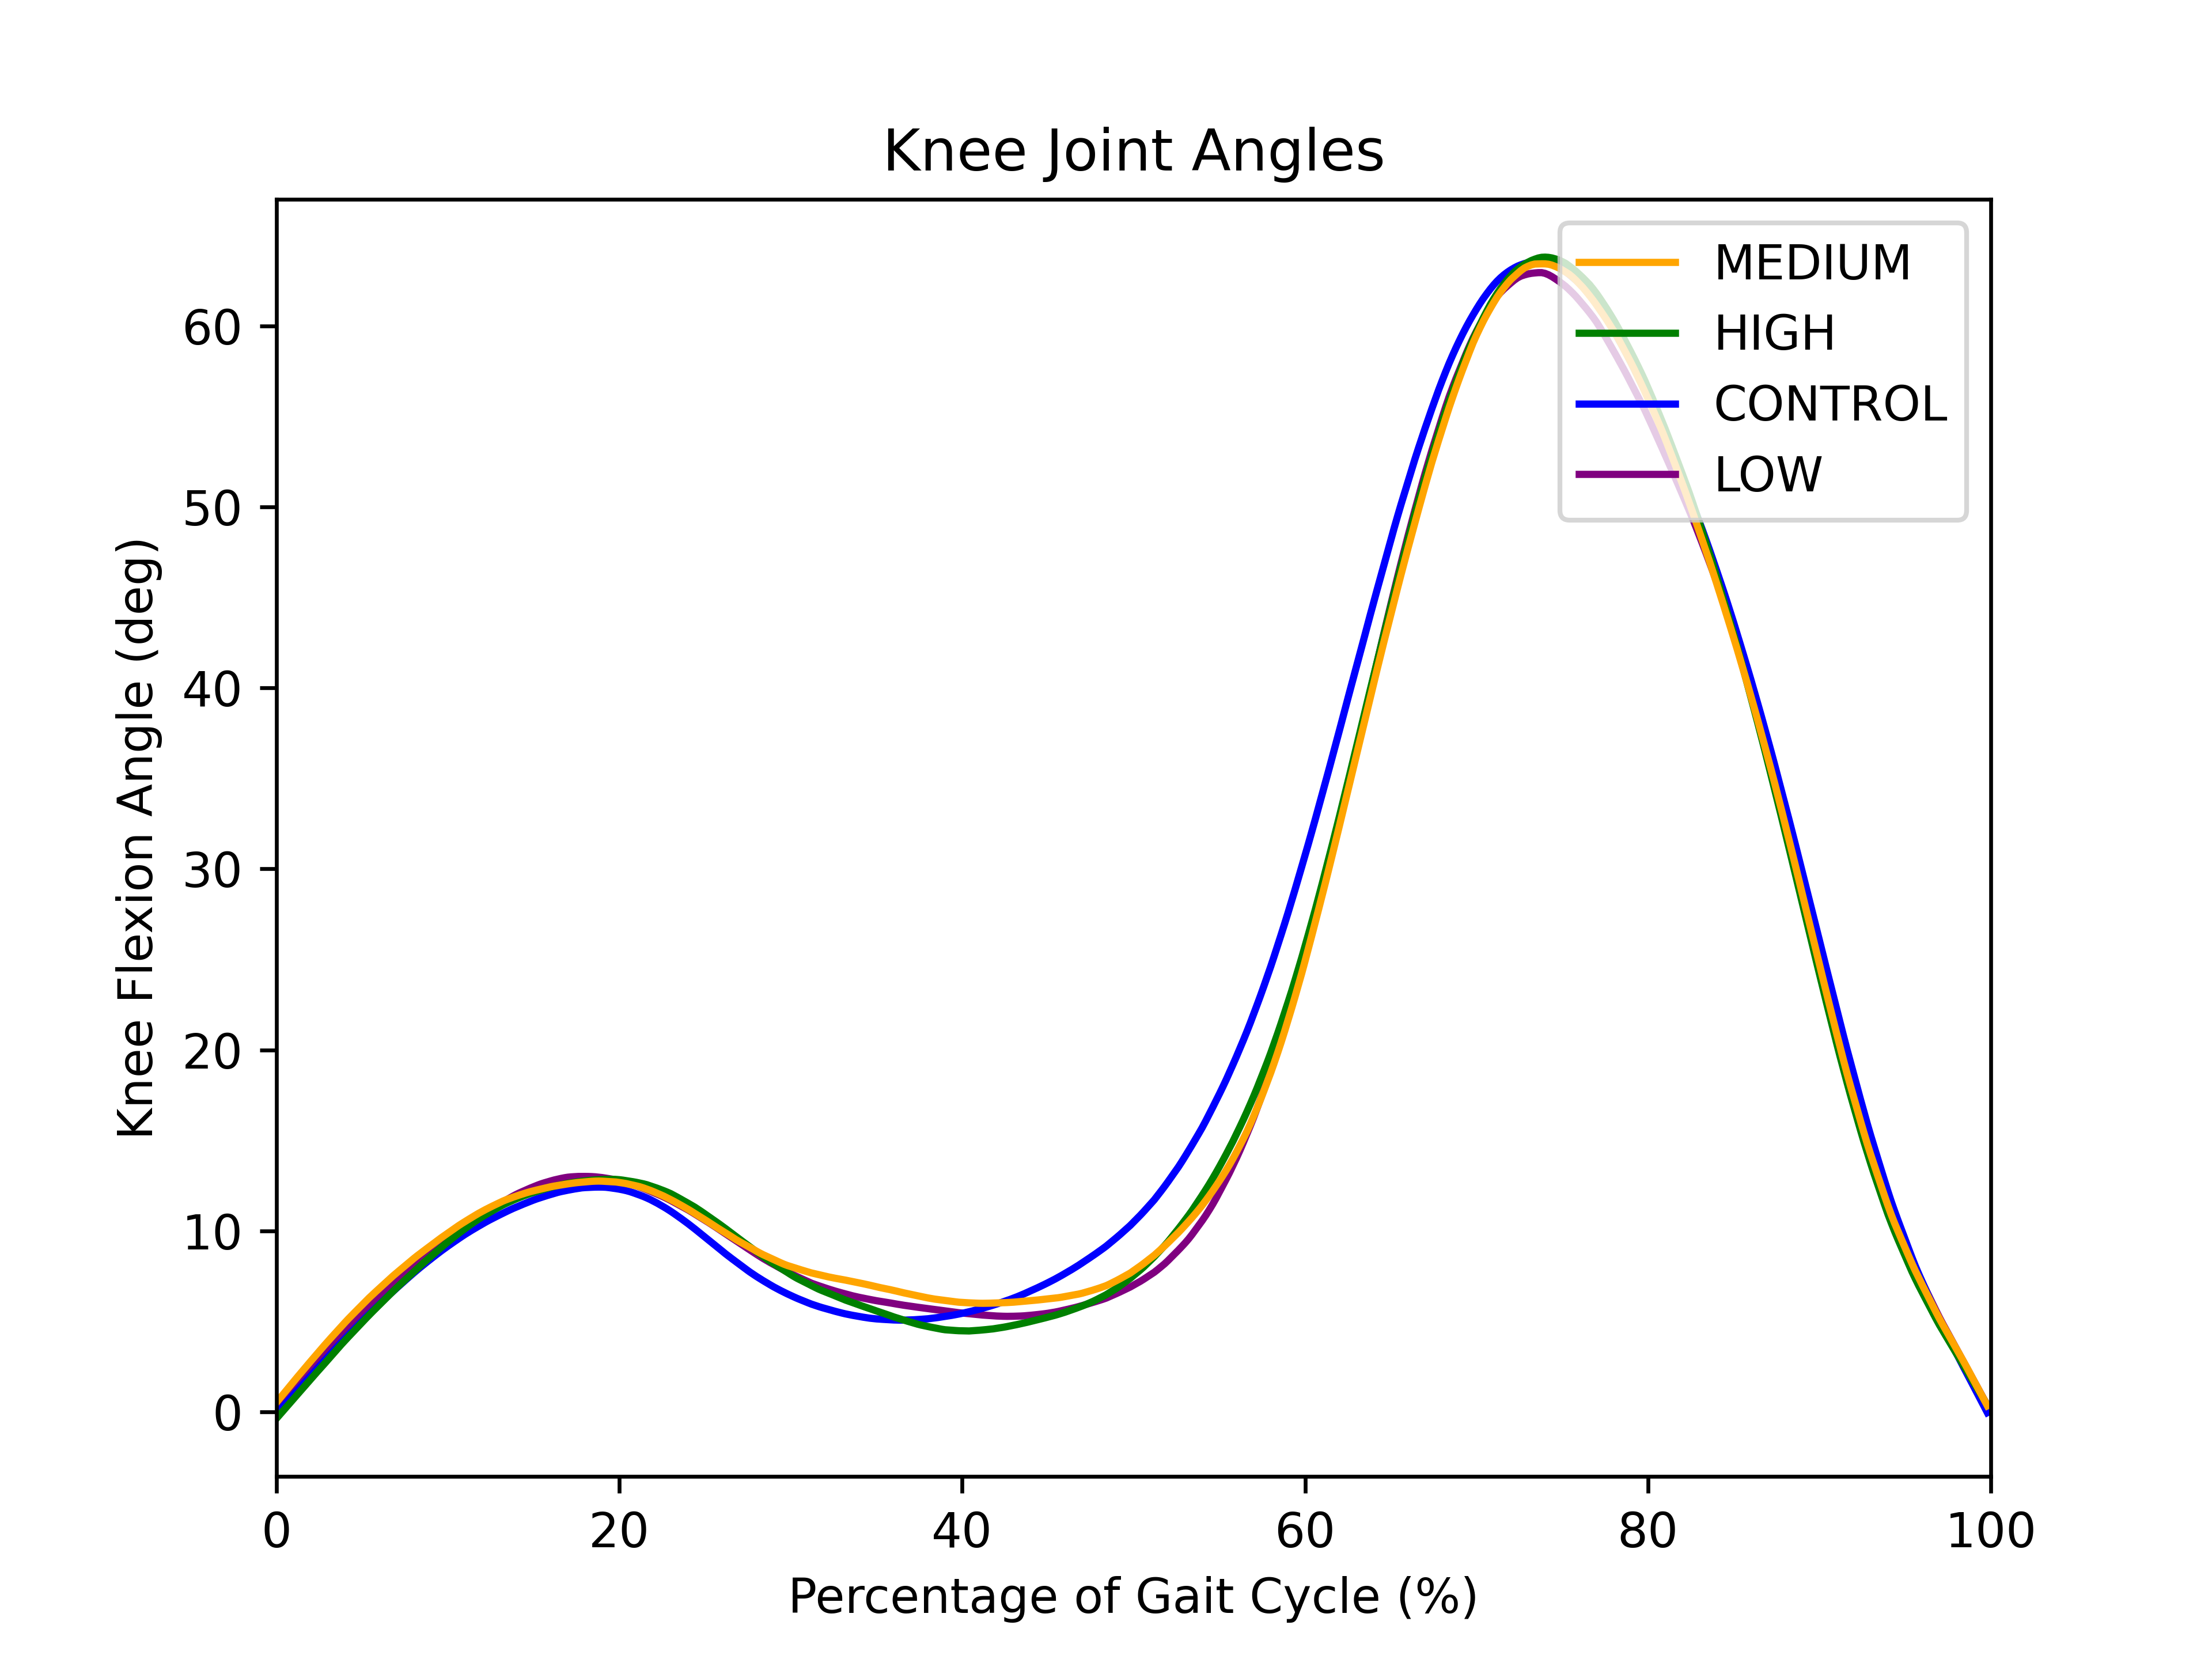 Knee Joint Angles
MEDIUM
HIGH
CONTROL
LOW
Knee Flexion Angle (deg)
60
50
40
30
20
10
0
0 20 40 60 80 100
Percentage of Gait Cycle (%)